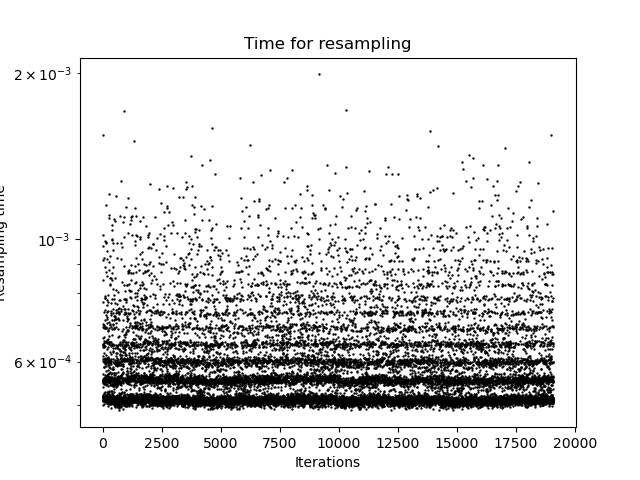 Time for resampling
2 × 10⁻³
10⁻³
6 × 10⁻⁴
time
0 2500 5000 7500 10000 12500 15000 17500 20000
Iterations